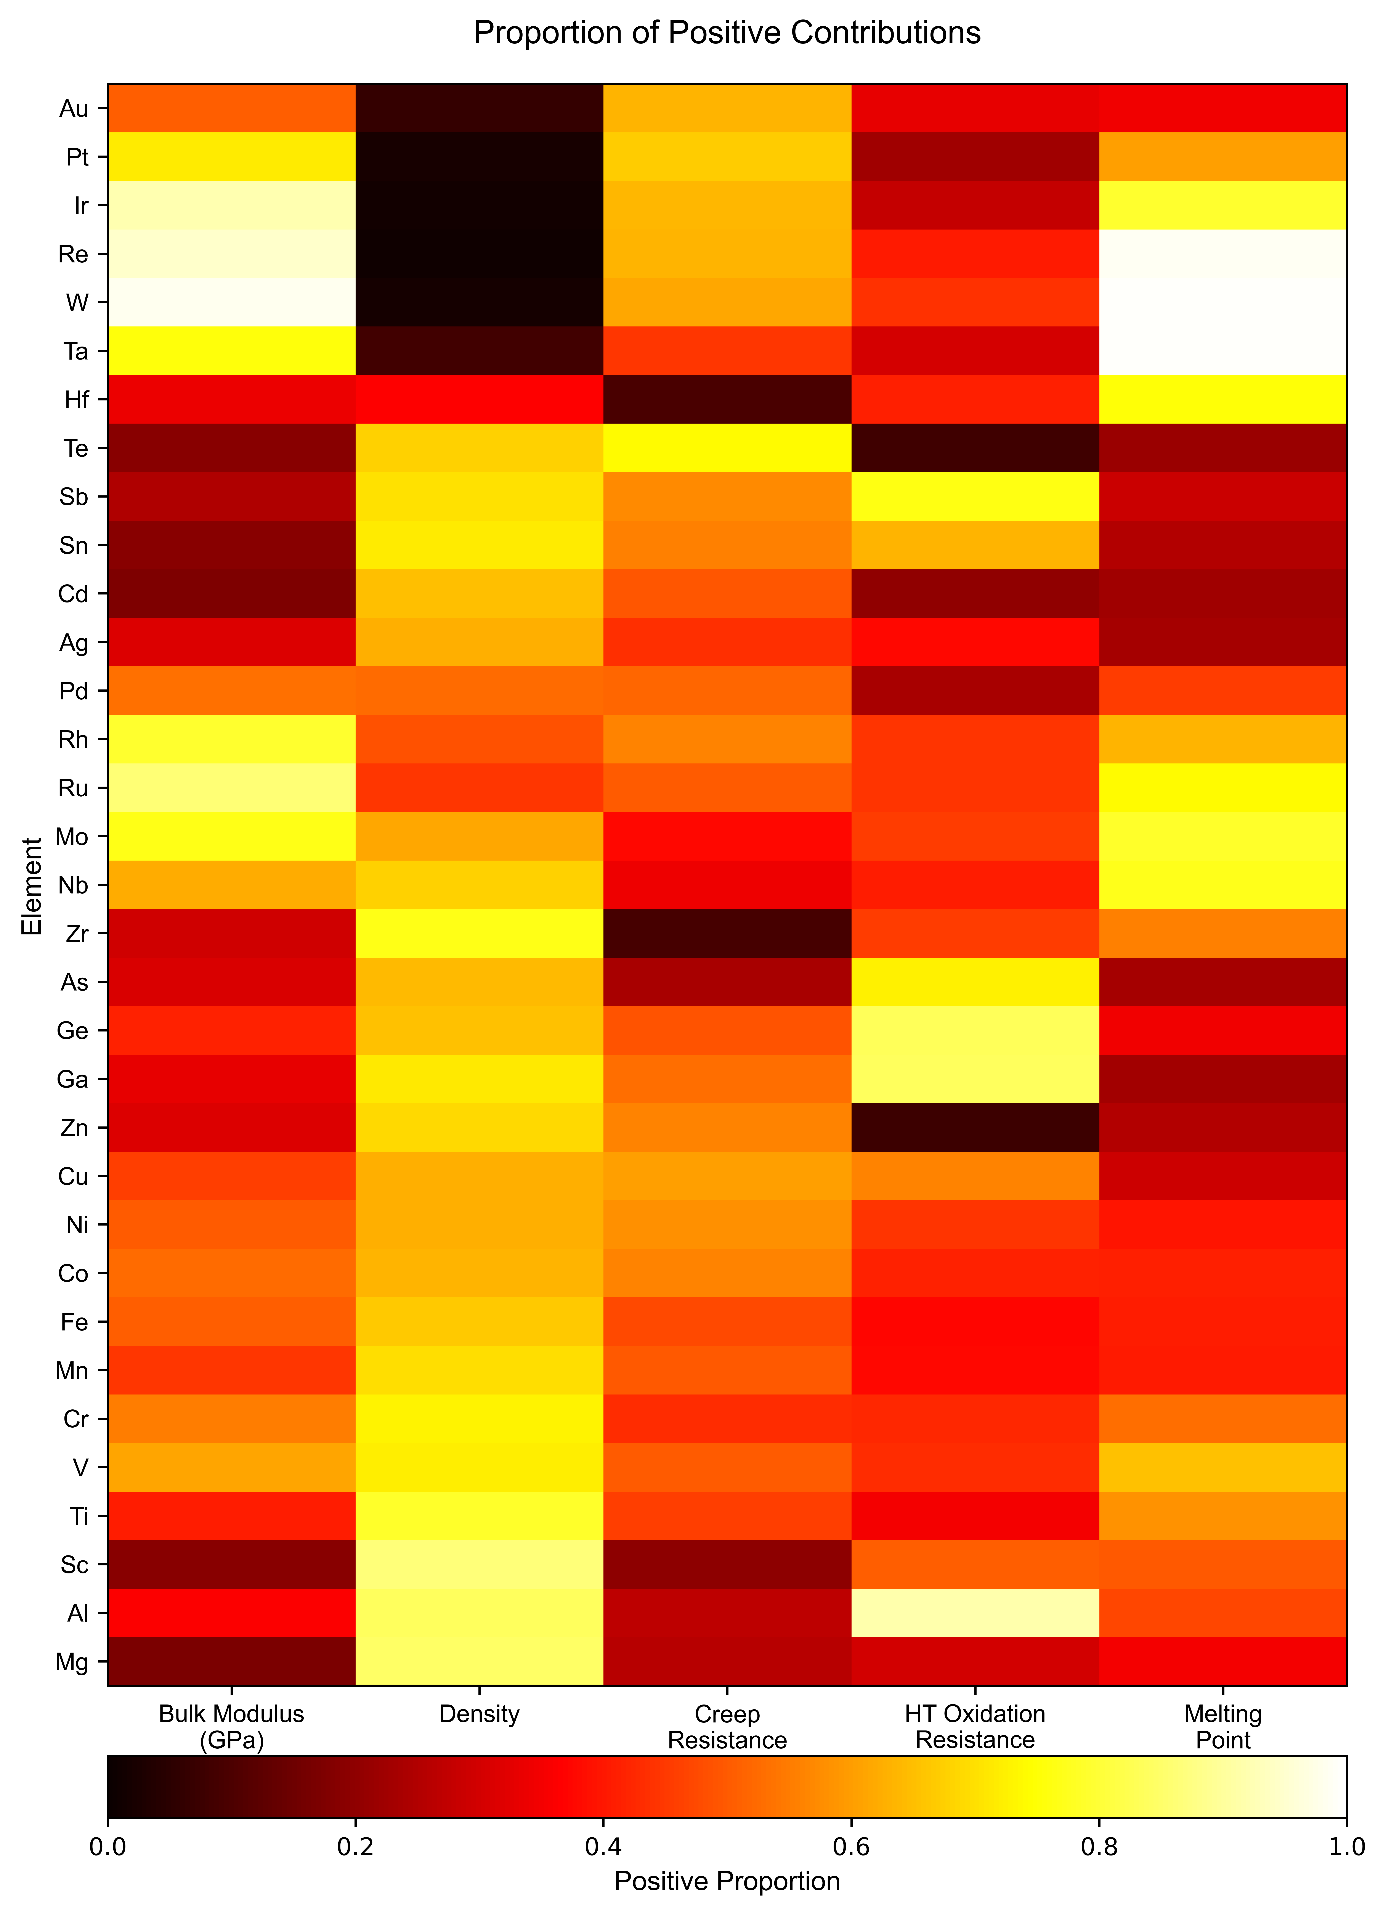 Proportion of Positive Contributions
Au
Pt
Ir
Re
W
Ta
Hf
Te
Sb
Sn
Cd
Ag
Pd
Rh
Ru
Mo
Nb
Zr
As
Ge
Ga
Zn
Cu
Ni
Co
Fe
Mn
Cr
V
Ti
Sc
Al
Mg
Element
Bulk Modulus
(GPa)
Density
Creep
Resistance
HT Oxidation
Resistance
Melting
Point
0.0 0.2 0.4 0.6 0.8 1.0
Positive Proportion